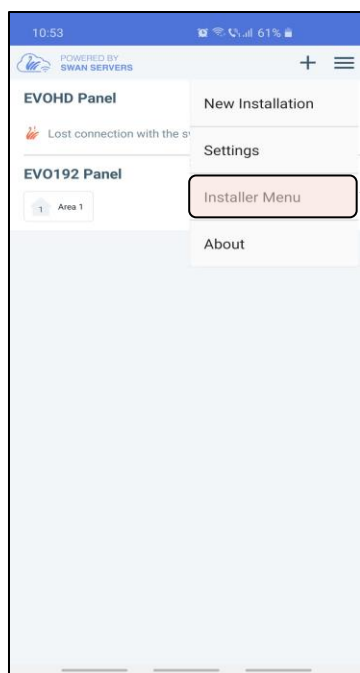 10:53 61%
POWERED BY
SWAN SERVERS
EVOHD Panel
New Installation
Lost connection with the s
Settings
EVO192 Panel
Installer Menu
1 Area 1
About